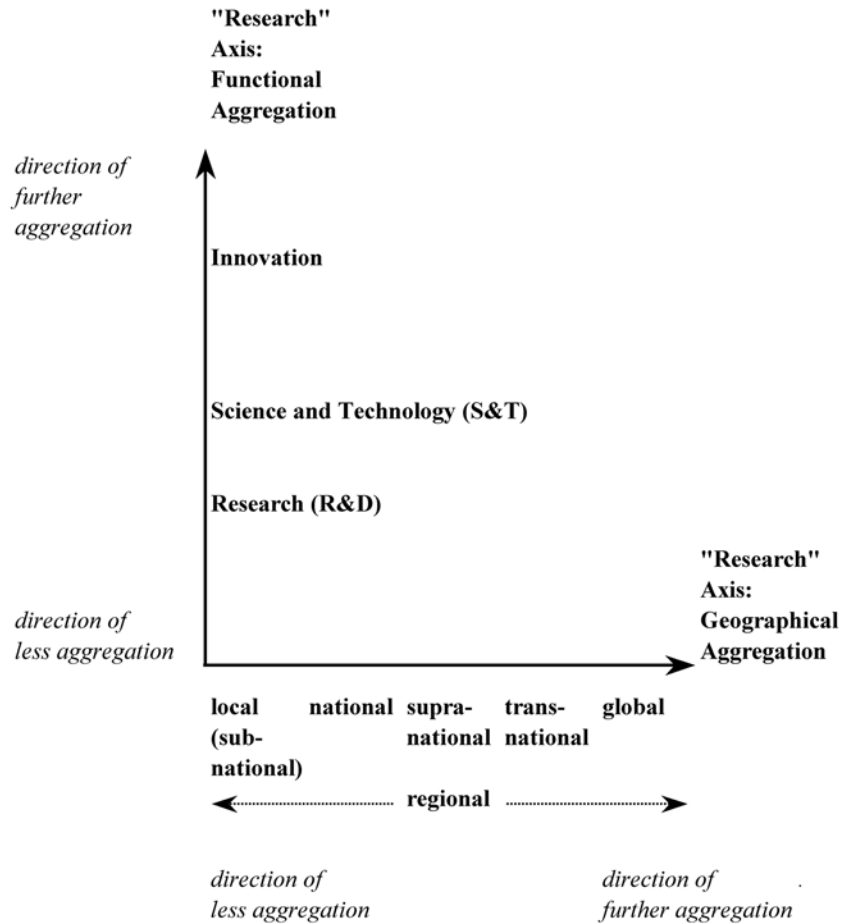 "Research"
Axis:
Functional
Aggregation
direction of
further
aggregation
Innovation
Science and Technology (S&T)
Research (R&D)
"Research"
Axis:
Geographical
Aggregation
direction of
less aggregation
local national supra- trans- global
(sub- national national
national)
regional
direction of direction of .
less aggregation further aggregation